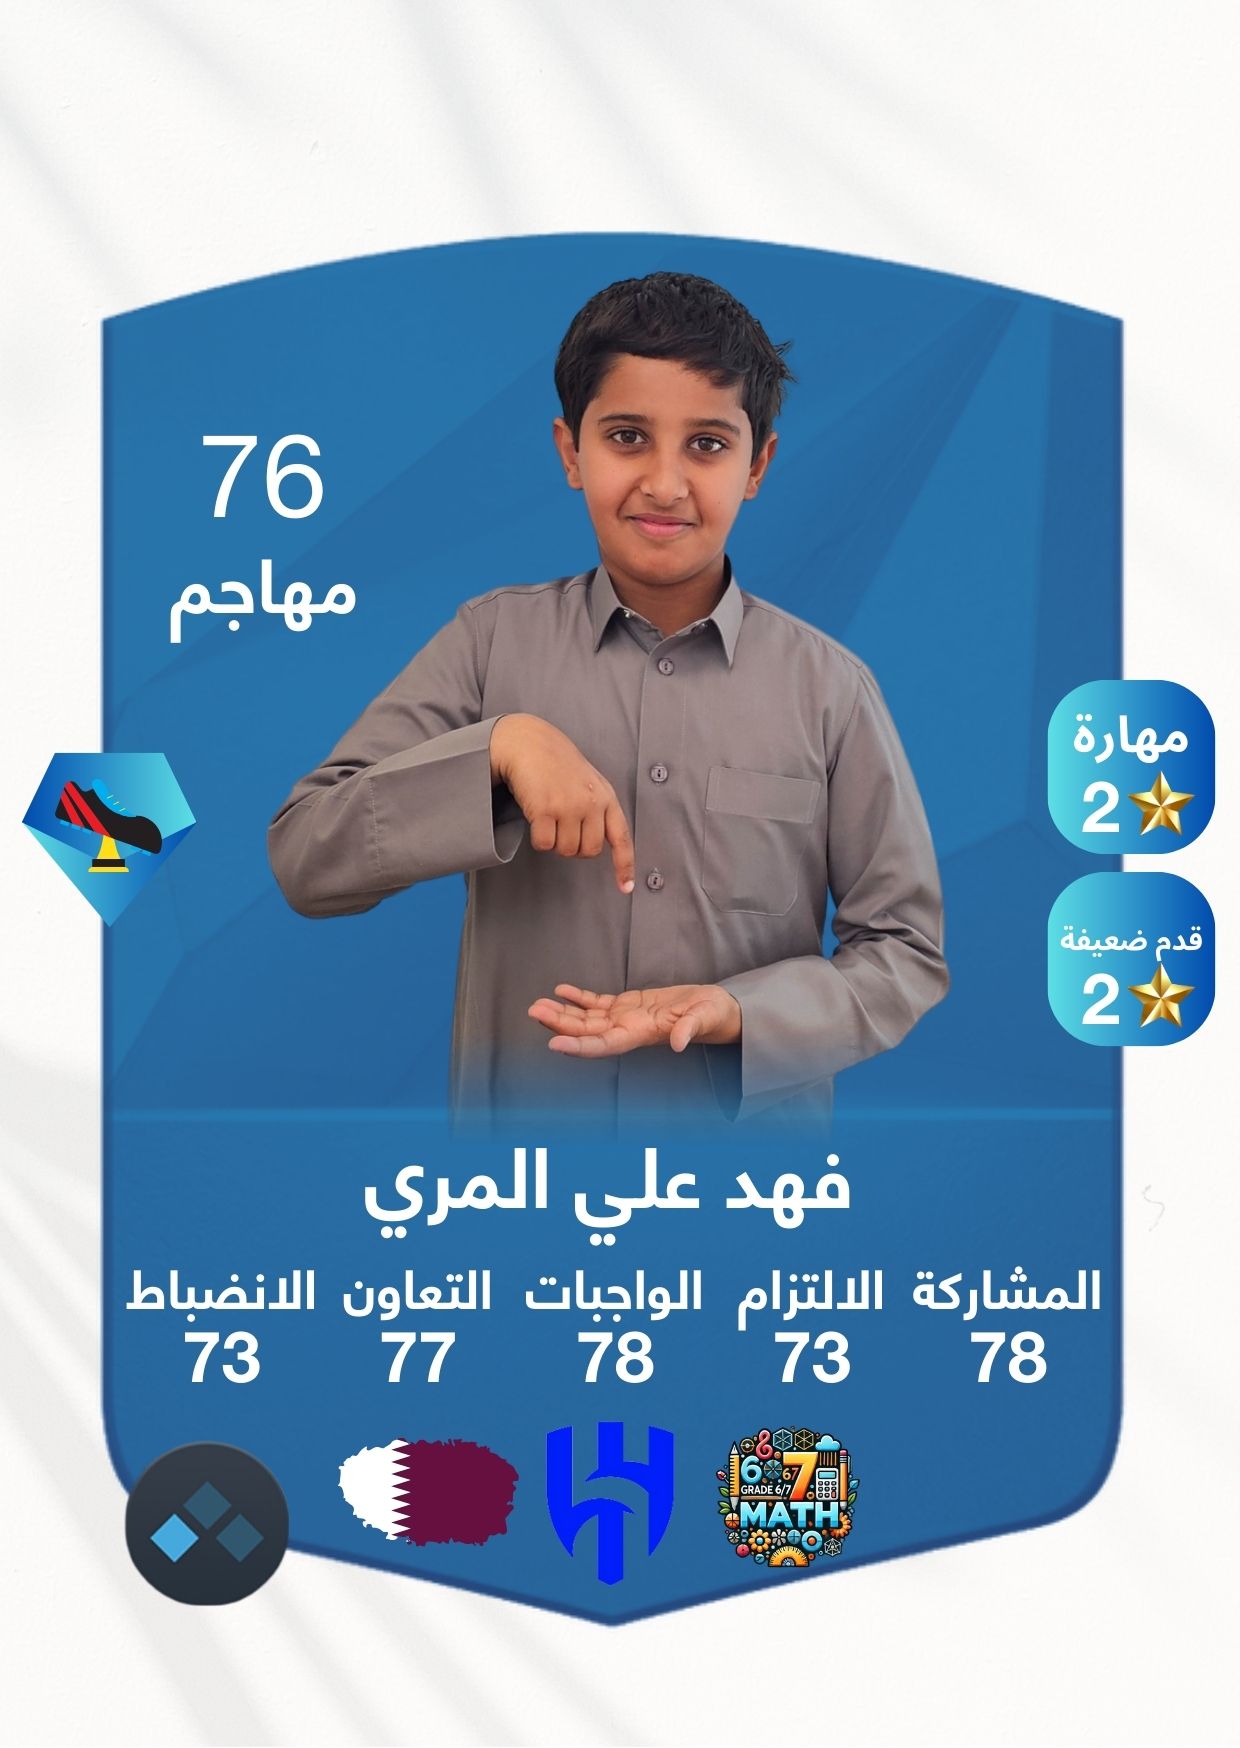 76
مهاجم
مهارة
2
قدم ضعيفة
2
فهد علي المري
المشاركة الالتزام الواجبات التعاون الانضباط
78 73 78 77 73
6 67 7
GRADE 6/7
MATH